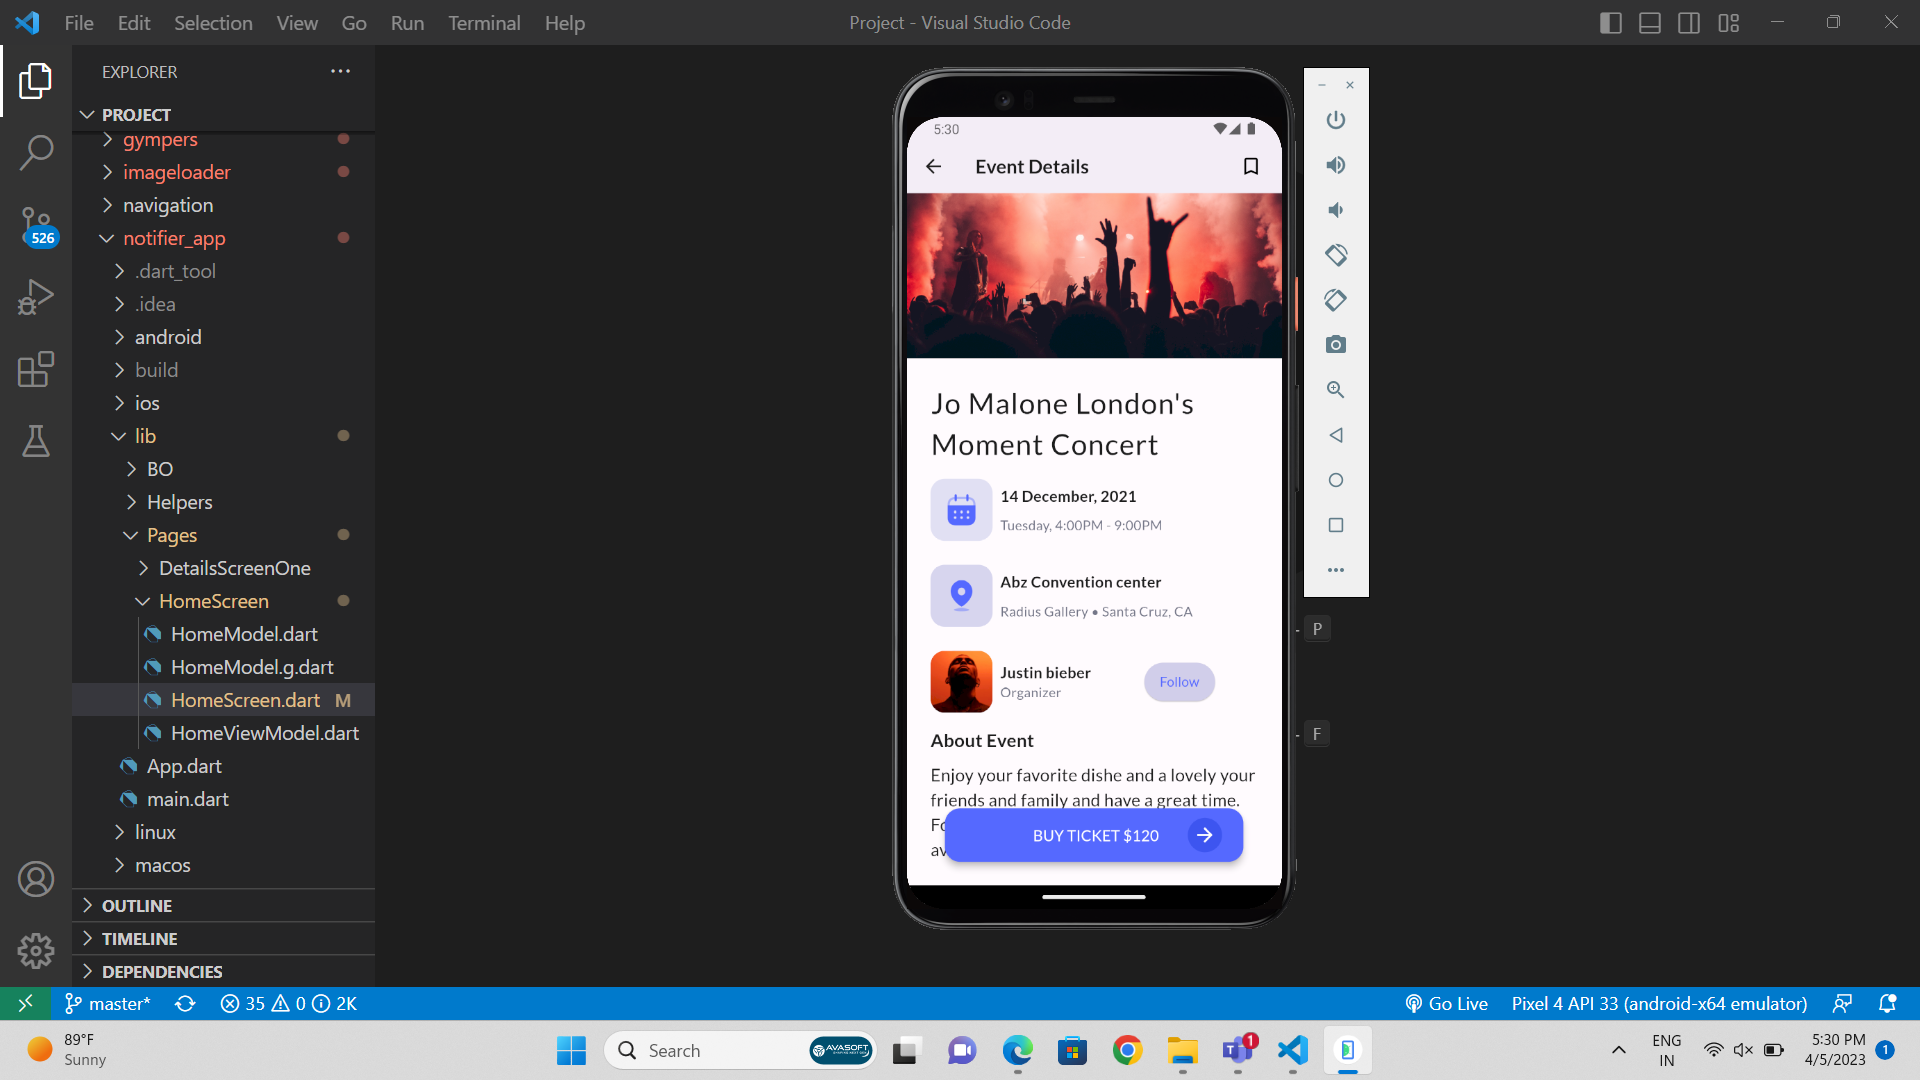 File Edit Selection View Go Run Terminal Help
Project - Visual Studio Code
EXPLORER
PROJECT
gympers
imageloader
navigation
notifier_app
.dart_tool
.idea
android
build
ios
lib
BO
Helpers
Pages
DetailsScreenOne
HomeScreen
HomeModel.dart
HomeModel.g.dart
HomeScreen.dart M
HomeViewModel.dart
App.dart
main.dart
linux
macos
OUTLINE
TIMELINE
DEPENDENCIES
526
5:30
Event Details
Jo Malone London's
Moment Concert
14 December, 2021
Tuesday, 4:00PM - 9:00PM
Abz Convention center
Radius Gallery • Santa Cruz, CA
Justin bieber
Organizer
Follow
About Event
Enjoy your favorite dishe and a lovely your
friends and family and have a great time.
Fo
av
BUY TICKET $120
P
F
master* 35 0 2K
Go Live Pixel 4 API 33 (android-x64 emulator)
89°F
Sunny
Search
AVASOFT
1
ENG
IN
5:30 PM
4/5/2023
1